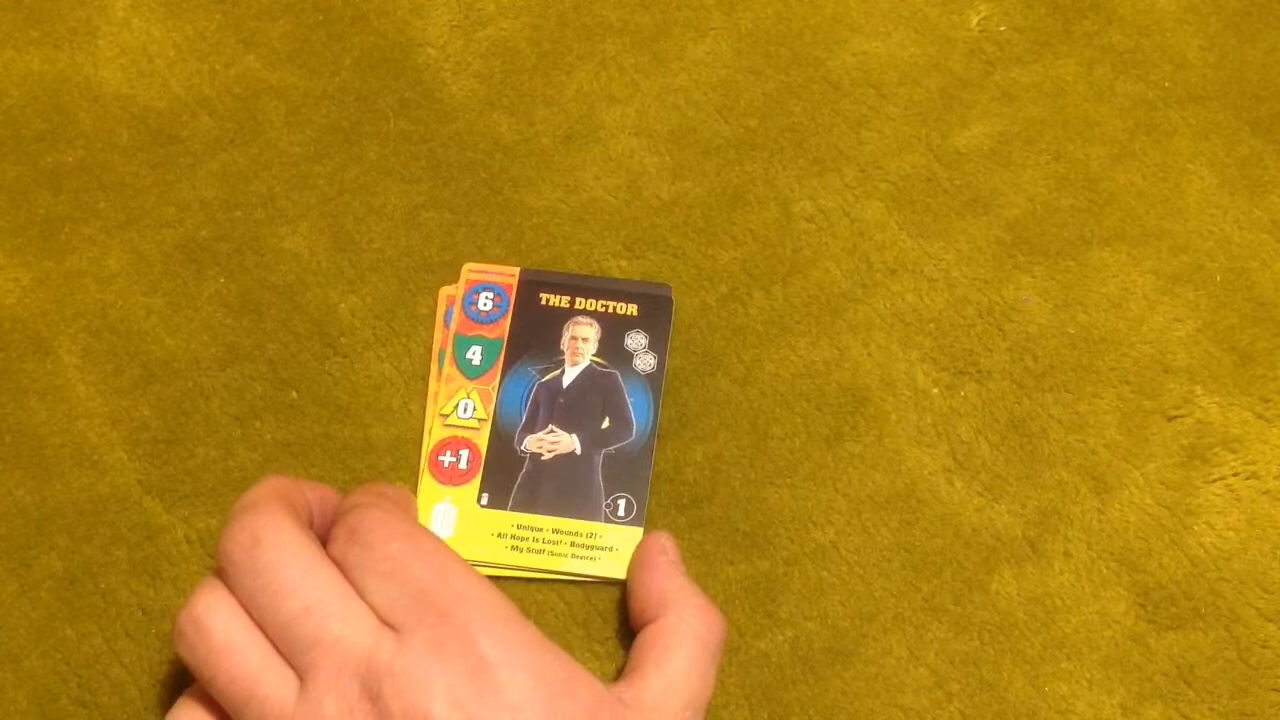 THE DOCTOR
6
4
0
+1
1
• Unique • Wounds (2) •
• All Hope Is Lost! • Bodyguard •
• My Stuff (Sonic Device) •